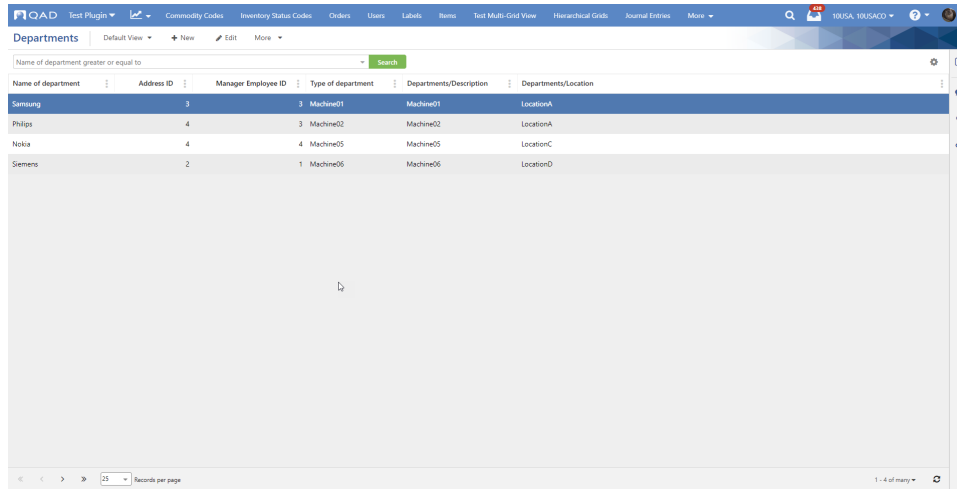 QAD Test Plugin Commodity Codes Inventory Status Codes Orders Users Labels Items Test Multi-Grid View Hierarchical Grids Journal Entries More 438 10USA, 10USACO ?
Departments Default View + New Edit More
Name of department greater or equal to Search
Name of department Address ID Manager Employee ID Type of department Departments/Description Departments/Location
Samsung 3 3 Machine01 Machine01 LocationA
Philips 4 3 Machine02 Machine02 LocationA
Nokia 4 4 Machine05 Machine05 LocationC
Siemens 2 1 Machine06 Machine06 LocationD
25 Records per page 1 - 4 of many